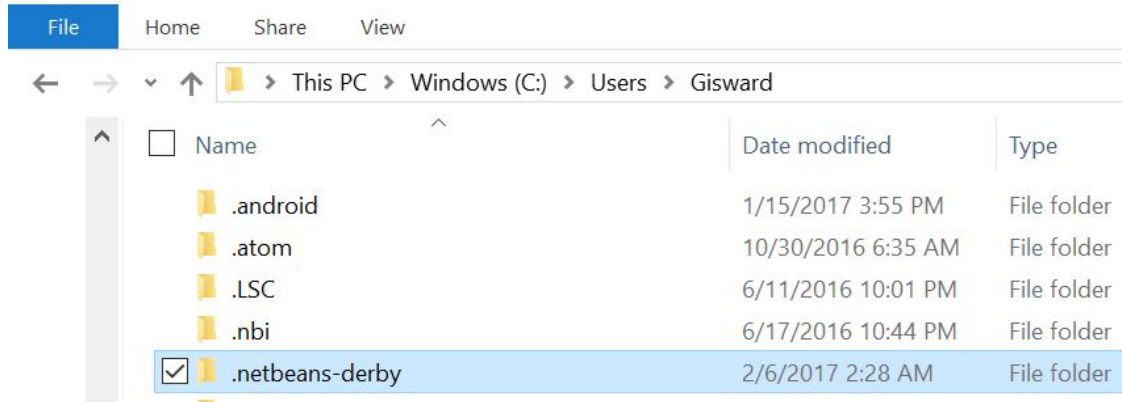 File Home Share View
This PC > Windows (C:) > Users > Gisward
Name Date modified Type
.android 1/15/2017 3:55 PM File folder
.atom 10/30/2016 6:35 AM File folder
.LSC 6/11/2016 10:01 PM File folder
.nbi 6/17/2016 10:44 PM File folder
.netbeans-derby 2/6/2017 2:28 AM File folder